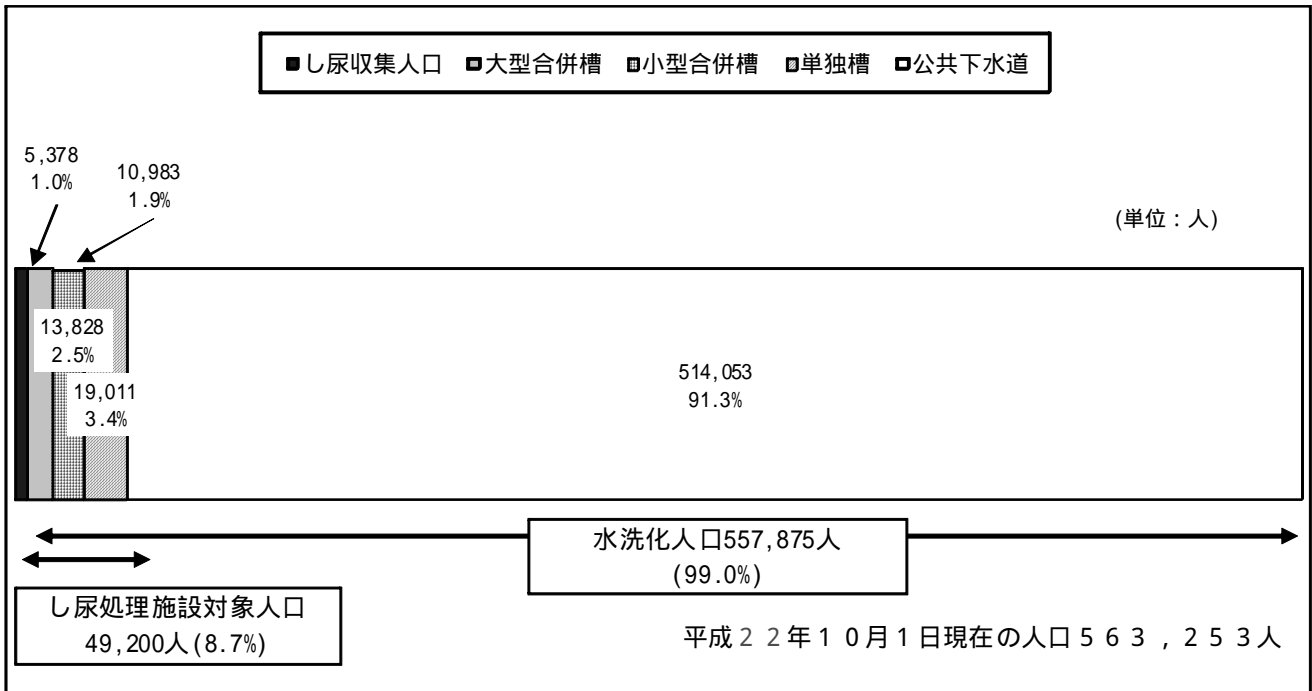 ■し尿収集人口 ■大型合併槽 ■小型合併槽 ■単独槽 □公共下水道
5,378
1.0%
10,983
1.9%
(単位：人)
13,828
2.5%
19,011
3.4%
514,053
91.3%
水洗化人口557,875人
(99.0%)
し尿処理施設対象人口
49,200人(8.7%)
平成２２年１０月１日現在の人口５６３，２５３人